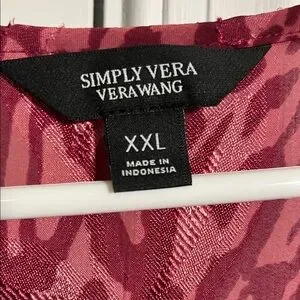 SIMPLY VERA
VERAWANG
XXL
MADE IN
INDONESIA